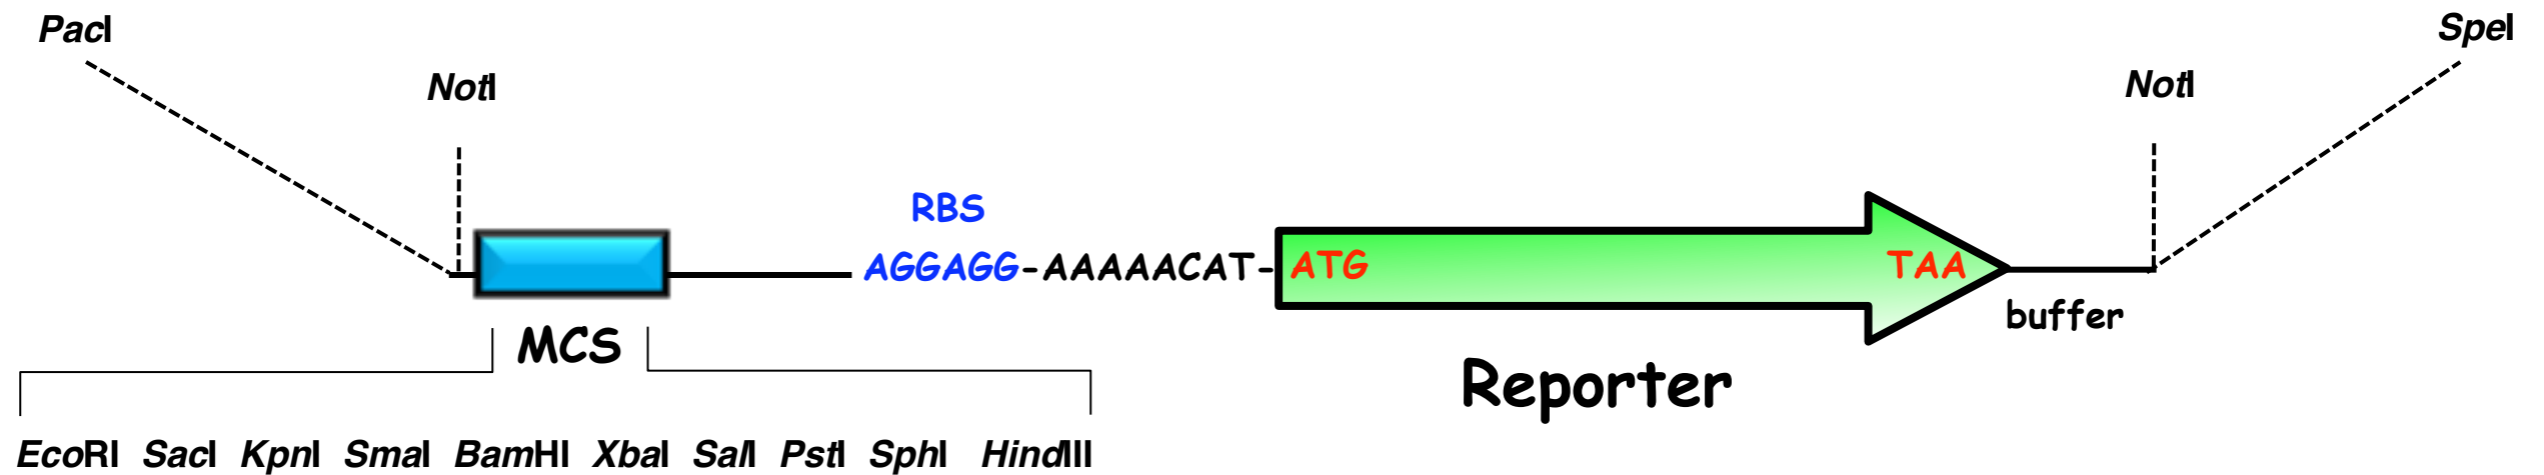 PacI
SpeI
NotI
NotI
RBS
AGGAGG-AAAAACAT-ATG
TAA
buffer
MCS
Reporter
EcoRI SacI KpnI SmaI BamHI XbaI SalI PstI SphI HindIII